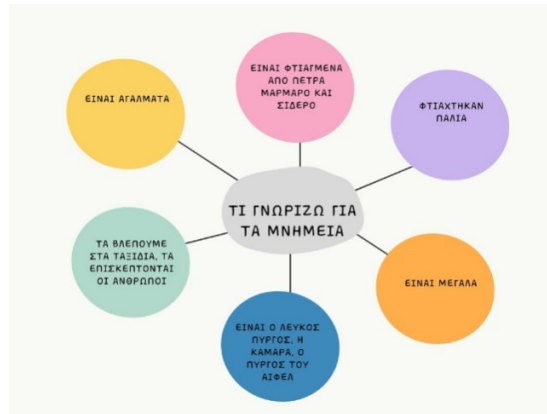 ΕΙΝΑΙ ΦΤΙΑΓΜΕΝΑ
ΑΠΟ ΠΕΤΡΑ
ΜΑΡΜΑΡΟ ΚΑΙ
ΣΙΔΕΡΟ
ΕΙΝΑΙ ΑΓΑΛΜΑΤΑ
ΦΤΙΑΧΤΗΚΑΝ
ΠΑΛΙΑ
ΤΙ ΓΝΩΡΙΖΩ ΓΙΑ
ΤΑ ΜΝΗΜΕΙΑ
ΤΑ ΒΛΕΠΟΥΜΕ
ΣΤΑ ΤΑΞΙΔΙΑ, ΤΑ
ΕΠΙΣΚΕΠΤΟΝΤΑΙ
ΟΙ ΑΝΘΡΩΠΟΙ
ΕΙΝΑΙ ΜΕΓΑΛΑ
ΕΙΝΑΙ Ο ΛΕΥΚΟΣ
ΠΥΡΓΟΣ, Η
ΚΑΜΑΡΑ, Ο
ΠΥΡΓΟΣ ΤΟΥ
ΑΙΦΕΛ